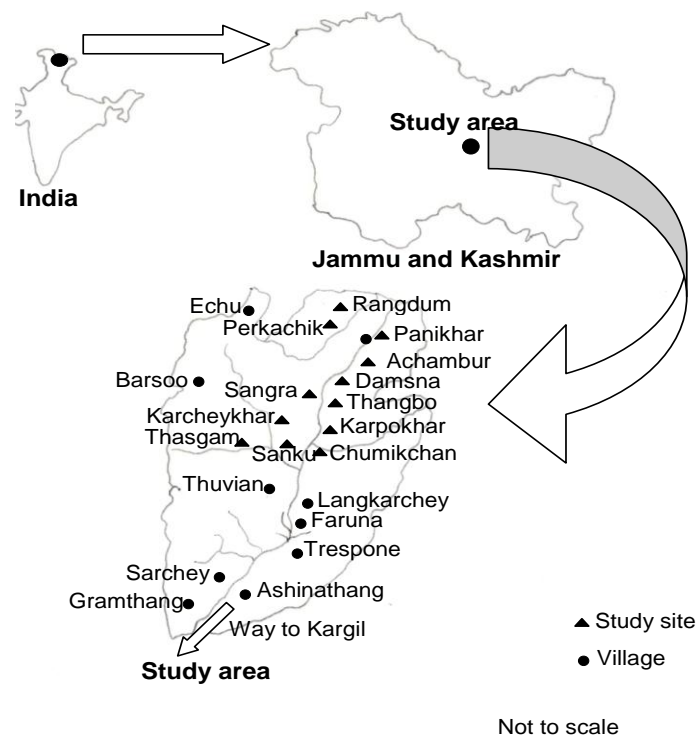 Study area
India
Jammu and Kashmir
Echu
Rangdum
Perkachik
Panikhar
Achambur
Barsoo
Damsna
Sangra
Thangbo
Karcheykhar
Karpokhar
Thasgam
Sanku
Chumikchan
Thuvian
Langkarchey
Faruna
Trespone
Sarchey
Ashinathang
Gramthang
Way to Kargil
Study area
Study site
Village
Not to scale